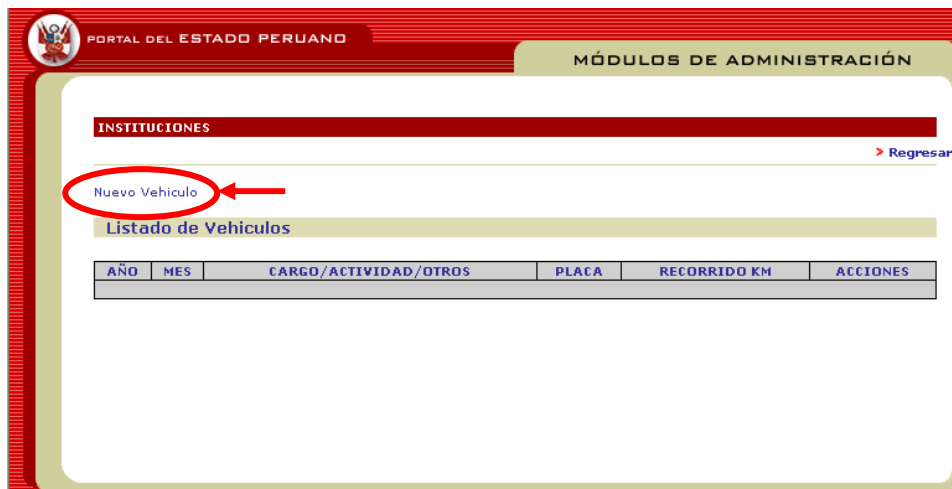 PORTAL DEL ESTADO PERUANO
MÓDULOS DE ADMINISTRACIÓN
INSTITUCIONES
> Regresar
Nuevo Vehiculo
Listado de Vehiculos
AÑO MES CARGO/ACTIVIDAD/OTROS PLACA RECORRIDO KM ACCIONES